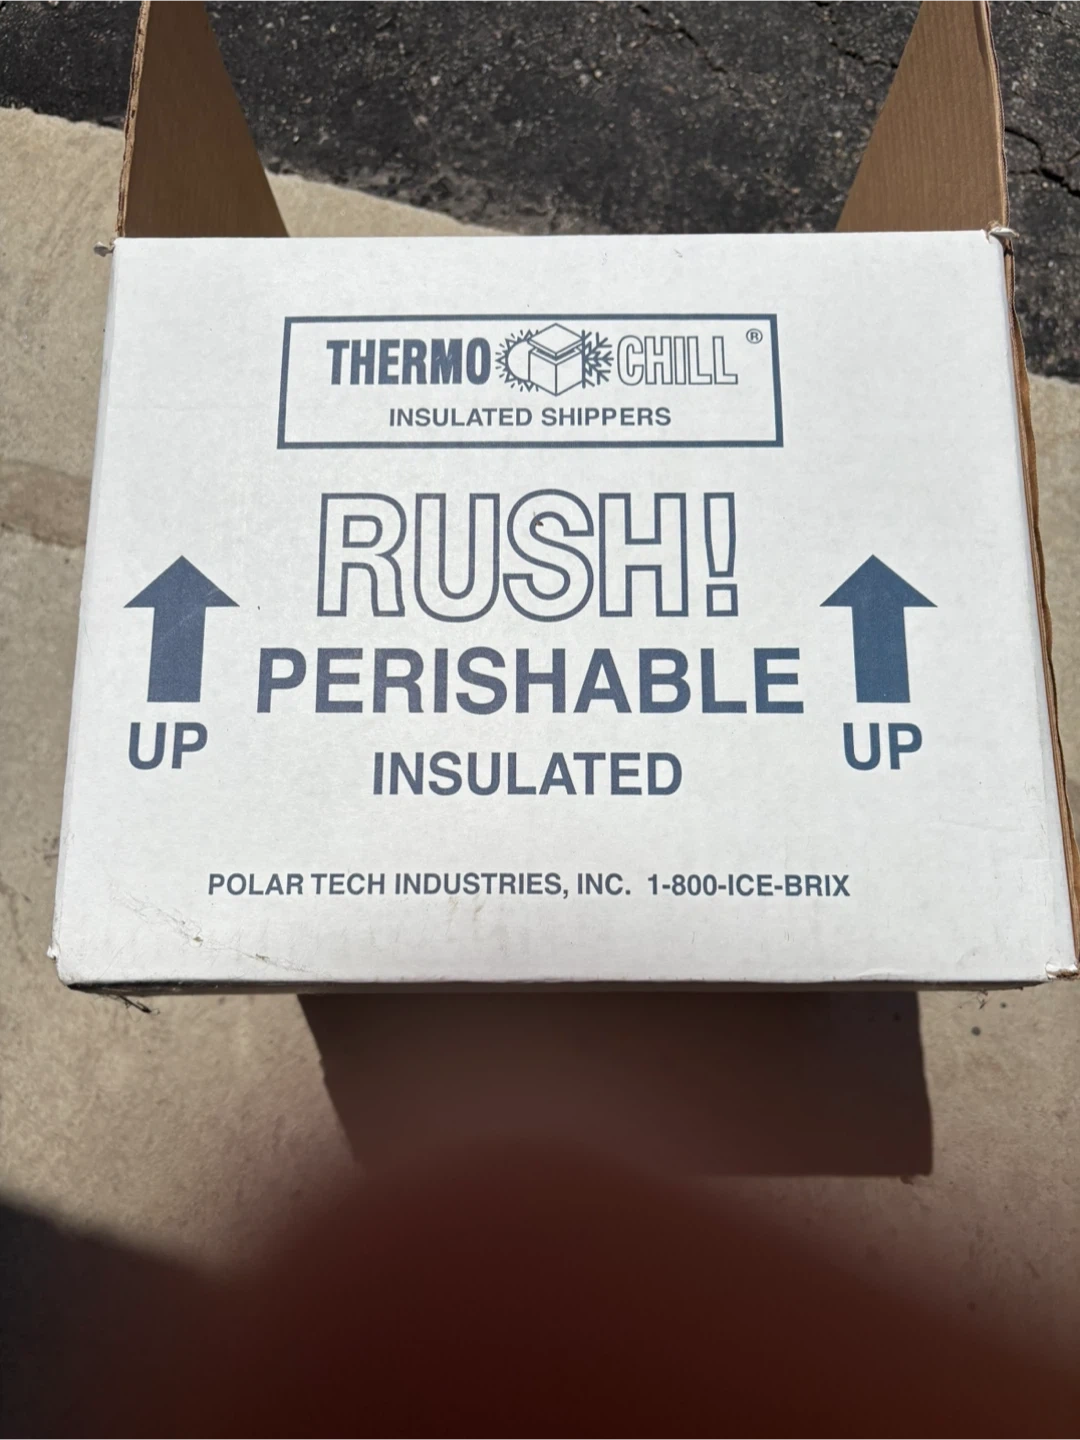 THERMO CHILL®
INSULATED SHIPPERS
RUSH!
PERISHABLE
UP
UP
INSULATED
POLAR TECH INDUSTRIES, INC. 1-800-ICE-BRIX